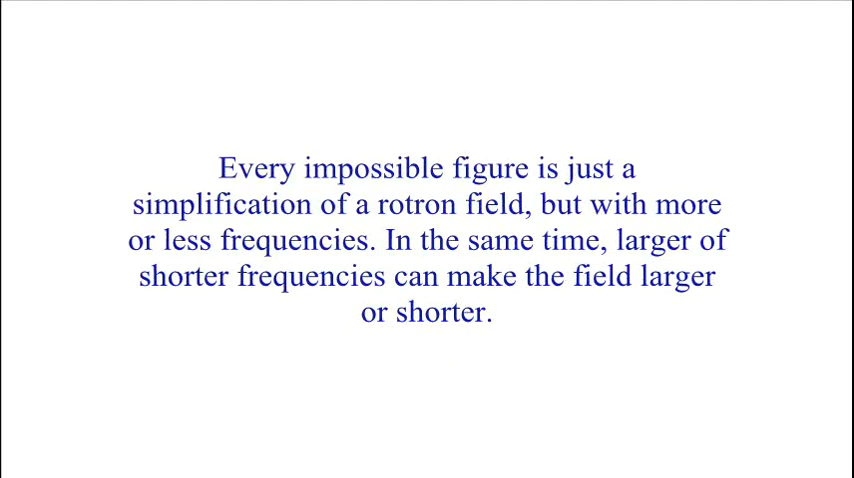 Every impossible figure is just a
simplification of a rotron field, but with more
or less frequencies. In the same time, larger of
shorter frequencies can make the field larger
or shorter.